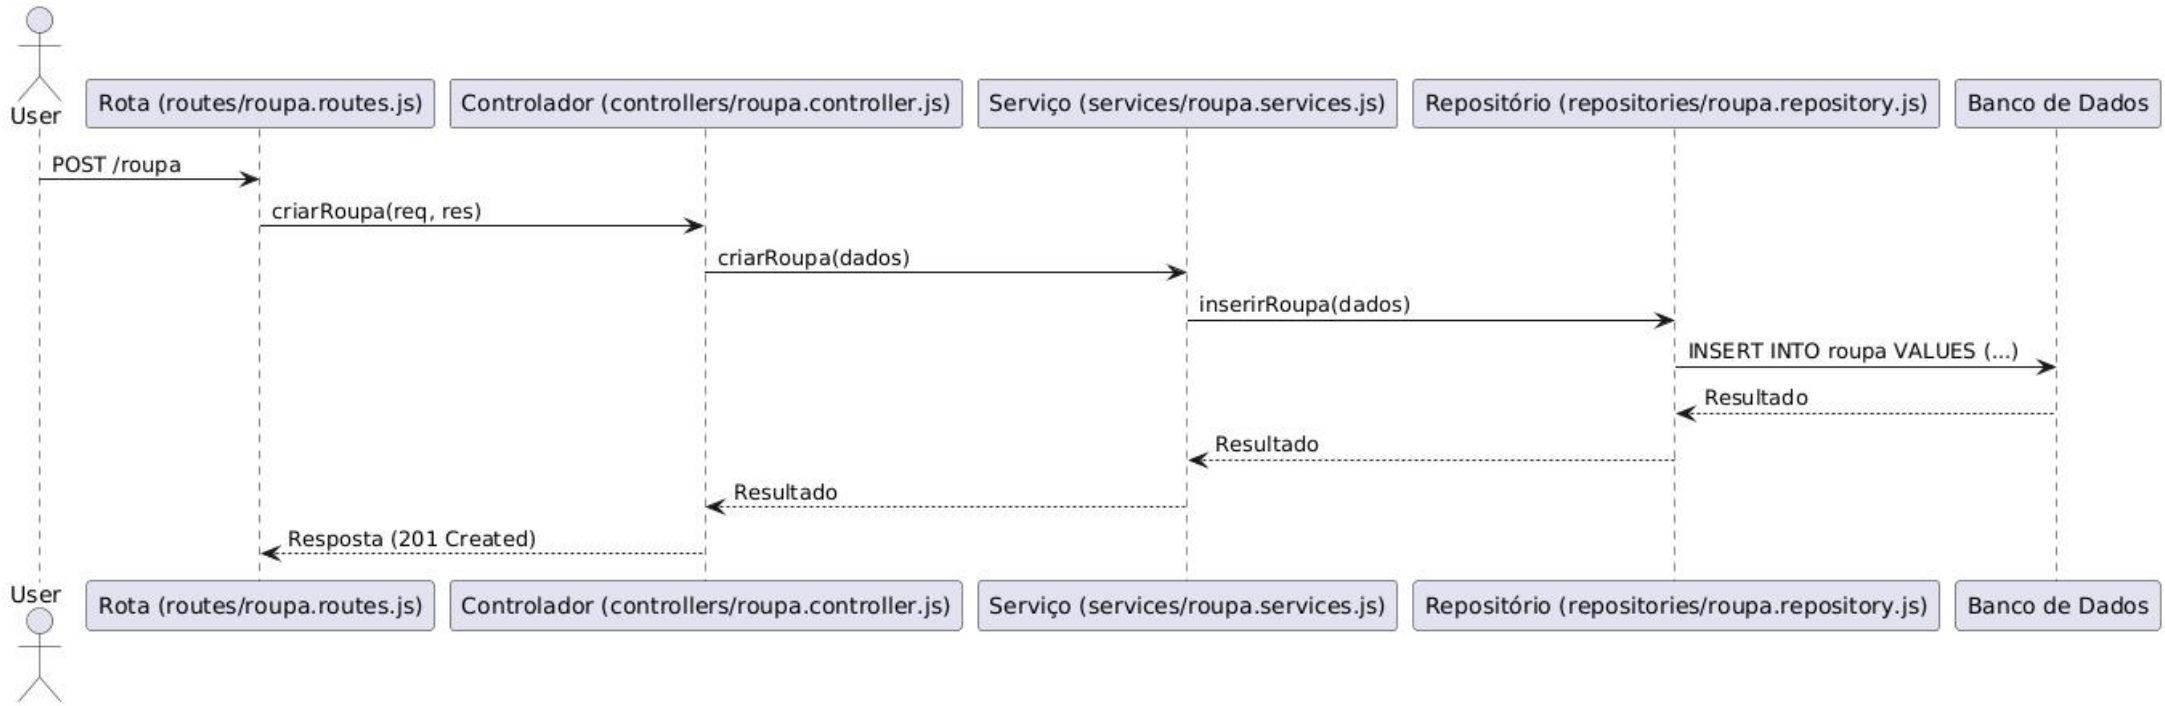 User
Rota (routes/roupa.routes.js)
Controlador (controllers/roupa.controller.js)
Serviço (services/roupa.services.js)
Repositório (repositories/roupa.repository.js)
Banco de Dados
POST /roupa
criarRoupa(req, res)
criarRoupa(dados)
inserirRoupa(dados)
INSERT INTO roupa VALUES (...)
Resultado
Resultado
Resultado
Resposta (201 Created)
User
Rota (routes/roupa.routes.js)
Controlador (controllers/roupa.controller.js)
Serviço (services/roupa.services.js)
Repositório (repositories/roupa.repository.js)
Banco de Dados